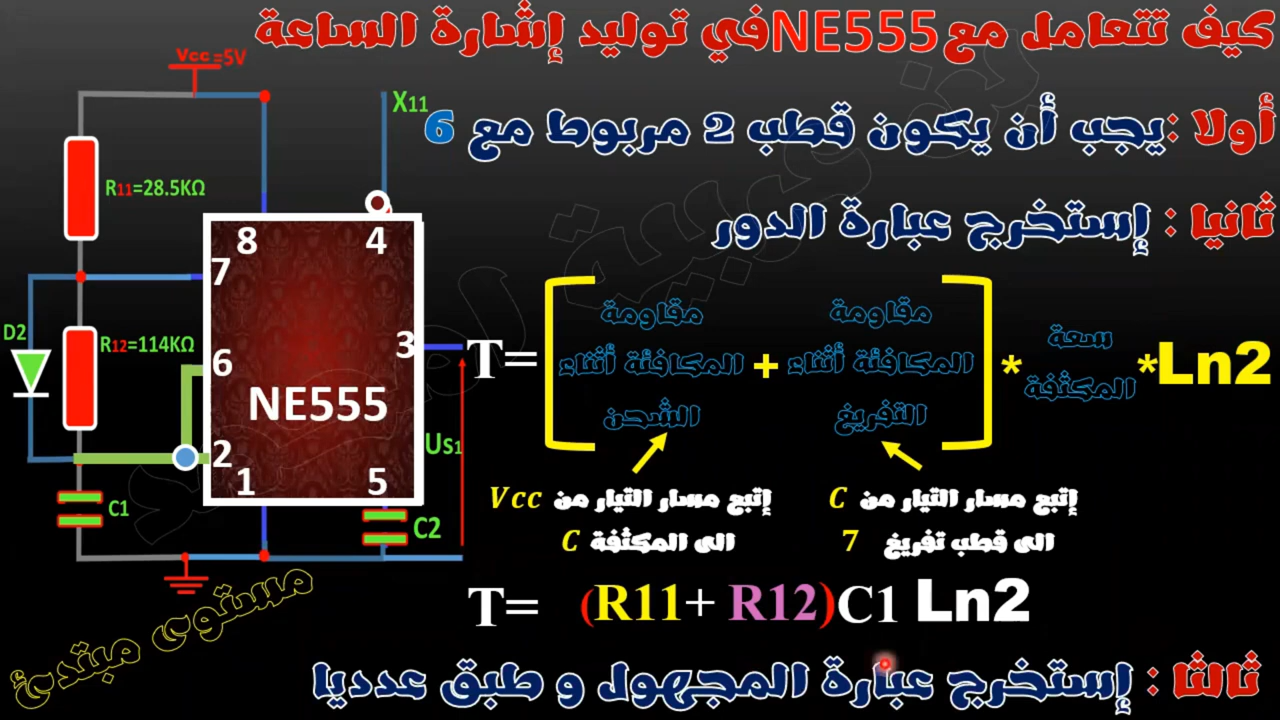 كيف تتعامل مع NE555 في توليد إشارة الساعة
Vcc=5V
X11
أولا : يجب أن يكون قطب 2 مربوط مع 6
R11=28.5KΩ
ثانيا : إستخرج عبارة الدور
8
4
7
D2
R12=114KΩ
6
3
NE555
2
Us1
1
5
C1
C2
T=
مقاومة المكافئة أثناء الشحن
+
مقاومة المكافئة أثناء التفريغ
*
سعة المكثفة
*Ln2
إتبع مسار التيار من Vcc
الى المكثفة C
إتبع مسار التيار من C
الى قطب تفريغ 7
T= (R11+ R12)C1 Ln2
مستوى مبتدئ
ثالثا : إستخرج عبارة المجهول و طبق عدديا